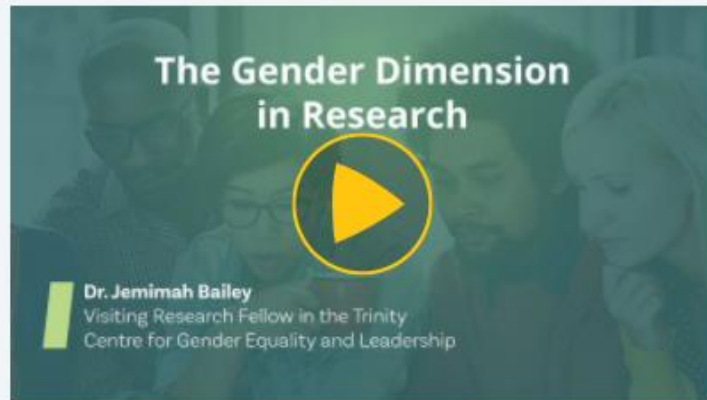 The Gender Dimension
in Research
Dr. Jemimah Bailey
Visiting Research Fellow in the Trinity
Centre for Gender Equality and Leadership